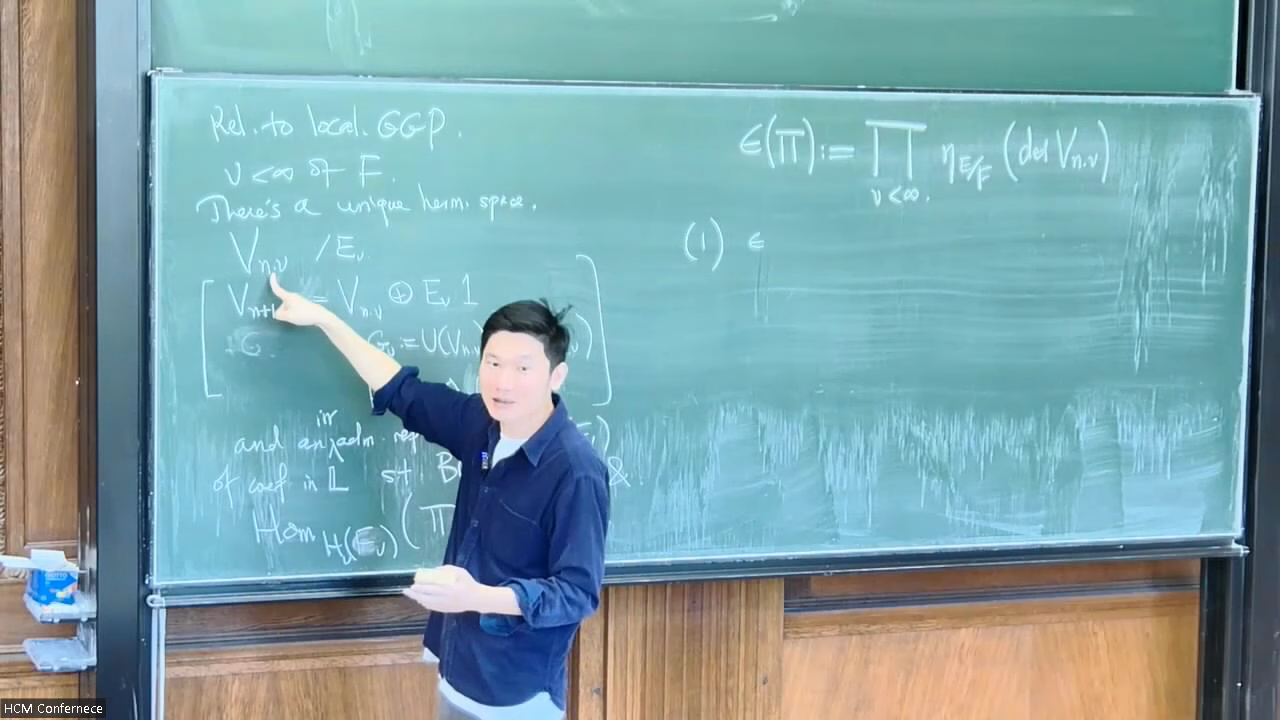 Rel. to local GGP.
v < ∞ of F.
There's a unique herm. space.
V_{n,v} / E_v
V_{n+1} = V_{n,v} ⊕ E_v 1
G_v := U(V_{n,v})
and an adm. rep
irr
of coef in 𝕃 st. B &
Hom_{H_v(F_v)} ( Π
ε(Π) := ∏_{v<∞.} η_{E/F} (det V_{n,v})
(1) ε
HCM Confernece